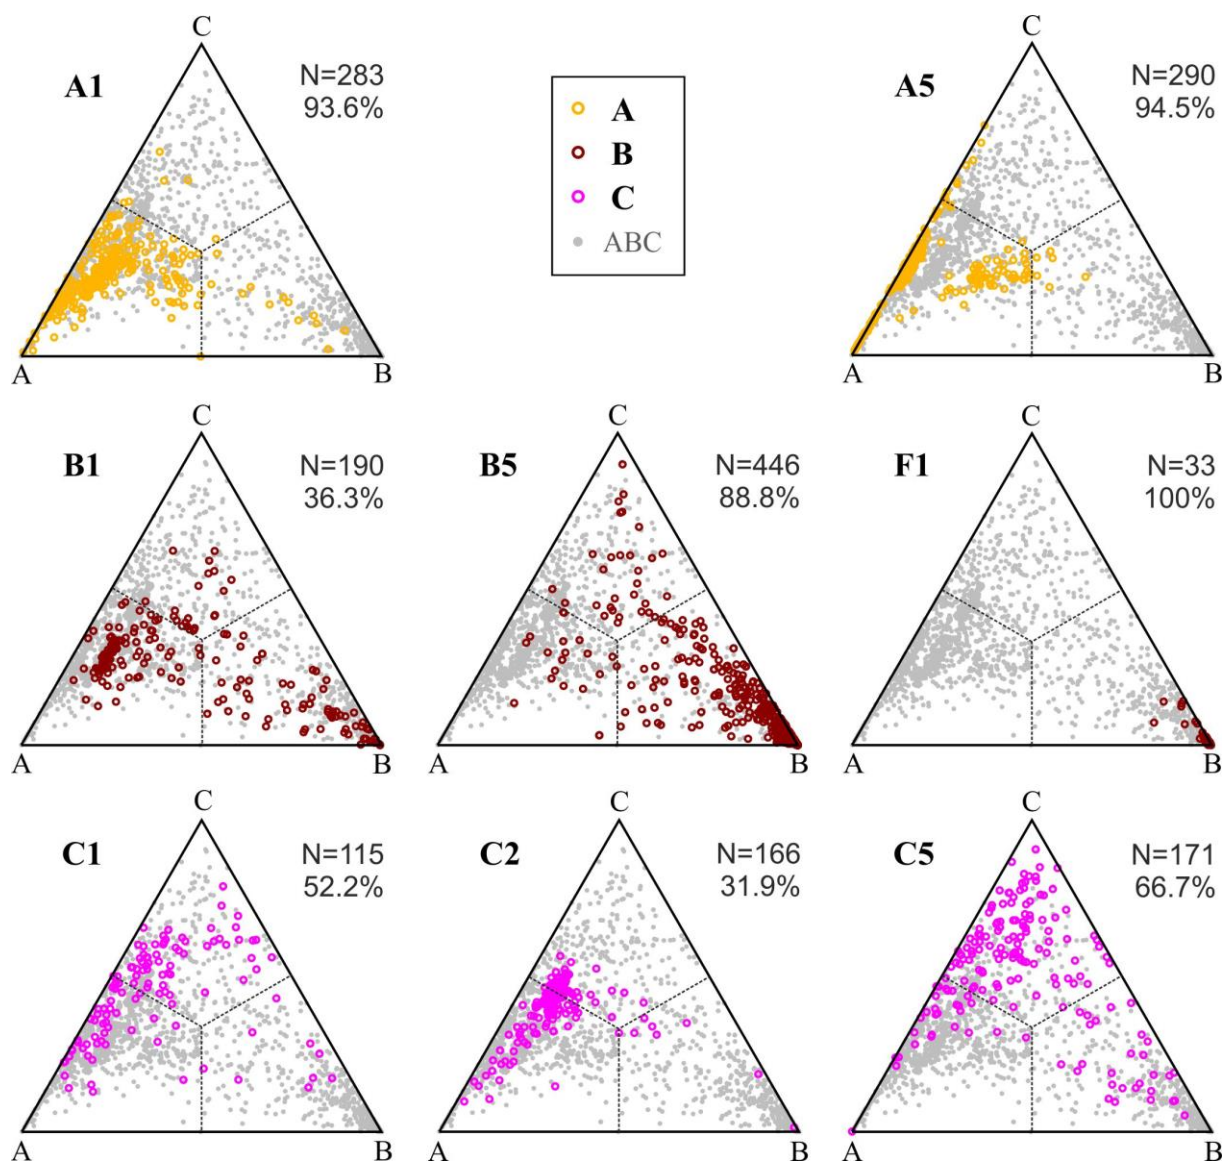 C
A1
N=283
93.6%
A
B
A
B
C
ABC
C
A5
N=290
94.5%
A
B
C
B1
N=190
36.3%
A
B
C
B5
N=446
88.8%
A
B
C
F1
N=33
100%
A
B
C
C1
N=115
52.2%
A
B
C
C2
N=166
31.9%
A
B
C
C5
N=171
66.7%
A
B